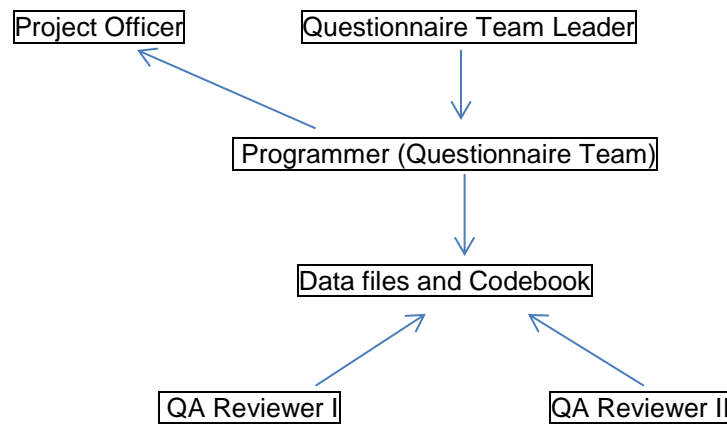 Project Officer
Questionnaire Team Leader
Programmer (Questionnaire Team)
Data files and Codebook
QA Reviewer I
QA Reviewer II